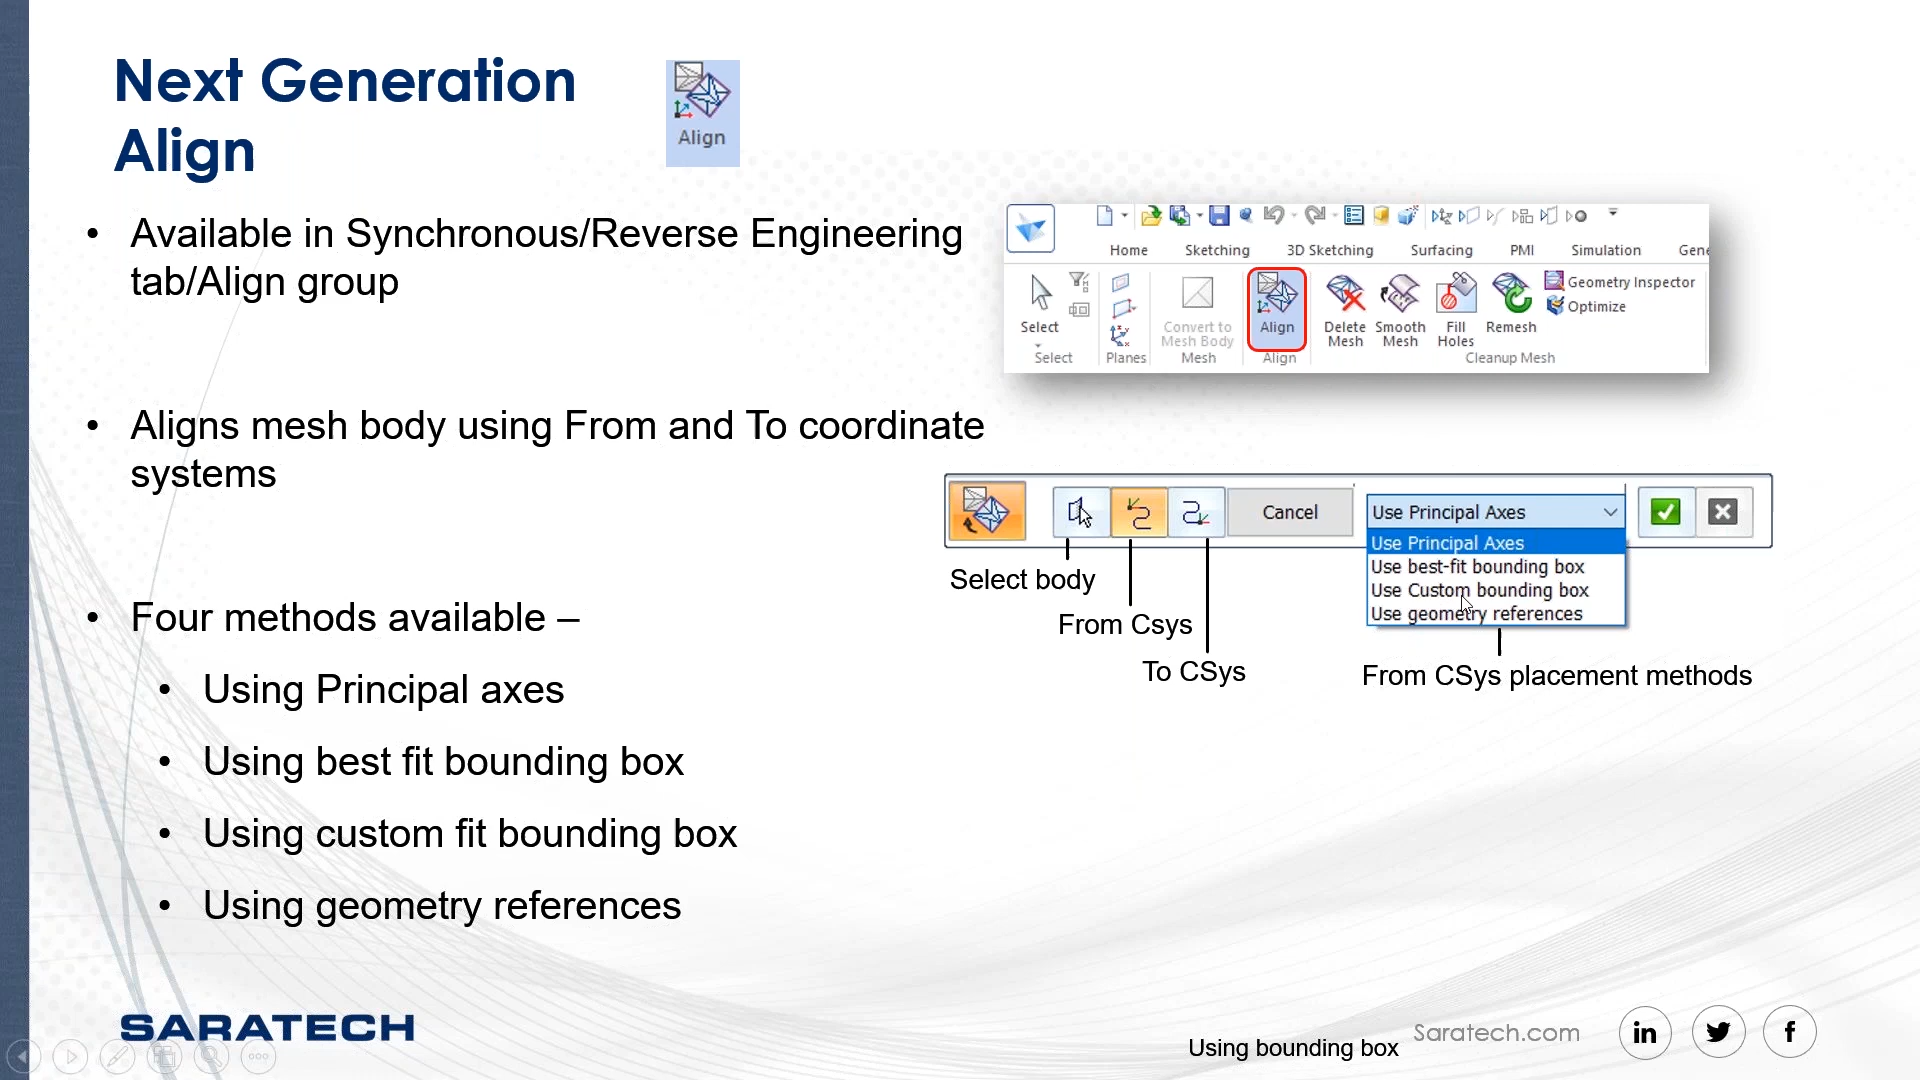 Next Generation
Align
Align
• Available in Synchronous/Reverse Engineering
tab/Align group
• Aligns mesh body using From and To coordinate
systems
• Four methods available –
• Using Principal axes
• Using best fit bounding box
• Using custom fit bounding box
• Using geometry references
Home Sketching 3D Sketching Surfacing PMI Simulation Gene
Select
Select
Planes
Convert to
Mesh Body
Mesh
Align
Align
Delete
Mesh
Smooth
Mesh
Fill
Holes
Remesh
Geometry Inspector
Optimize
Cleanup Mesh
Cancel
Use Principal Axes
Use Principal Axes
Use best-fit bounding box
Use Custom bounding box
Use geometry references
Select body
From Csys
To CSys
From CSys placement methods
SARATECH
Using bounding box
Saratech.com
in
f